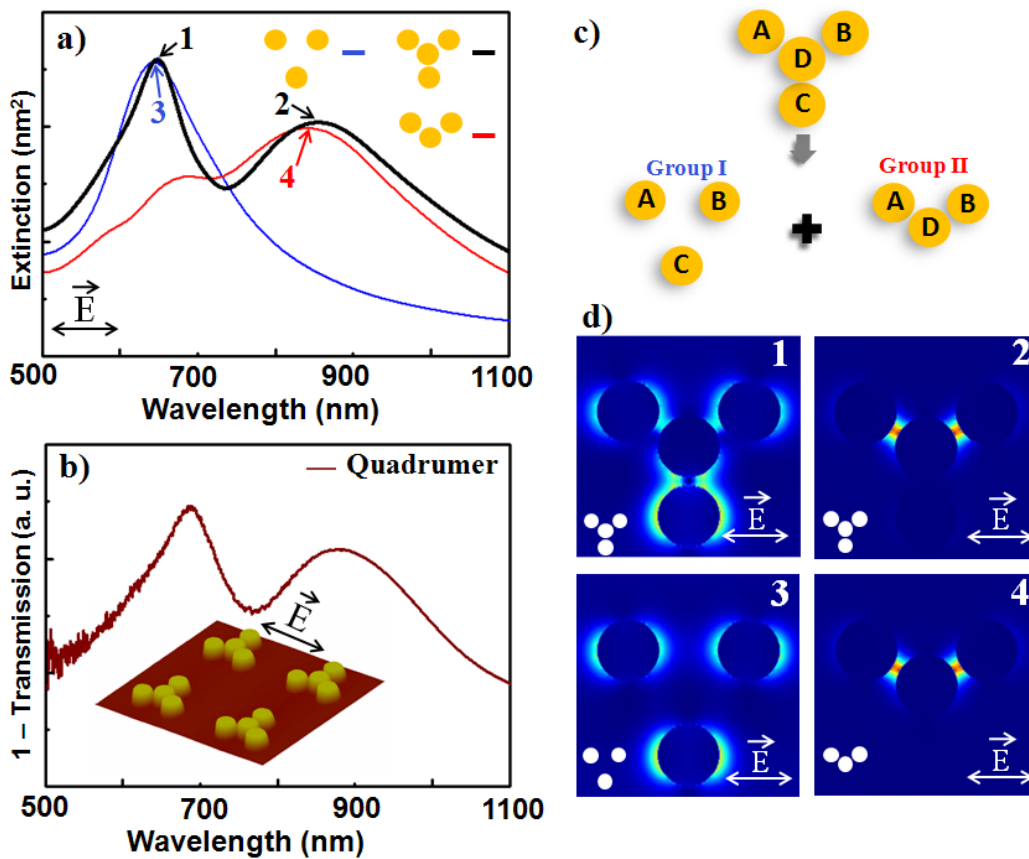 a)
1
3
2
4
Extinction (nm²)
E
500 700 900 1100
Wavelength (nm)
b)
Quadrumer
1 – Transmission (a. u.)
E
500 700 900 1100
Wavelength (nm)
c)
A B
D
C
Group I
A B
C
Group II
A B
D
d)
1
E
2
E
3
E
4
E